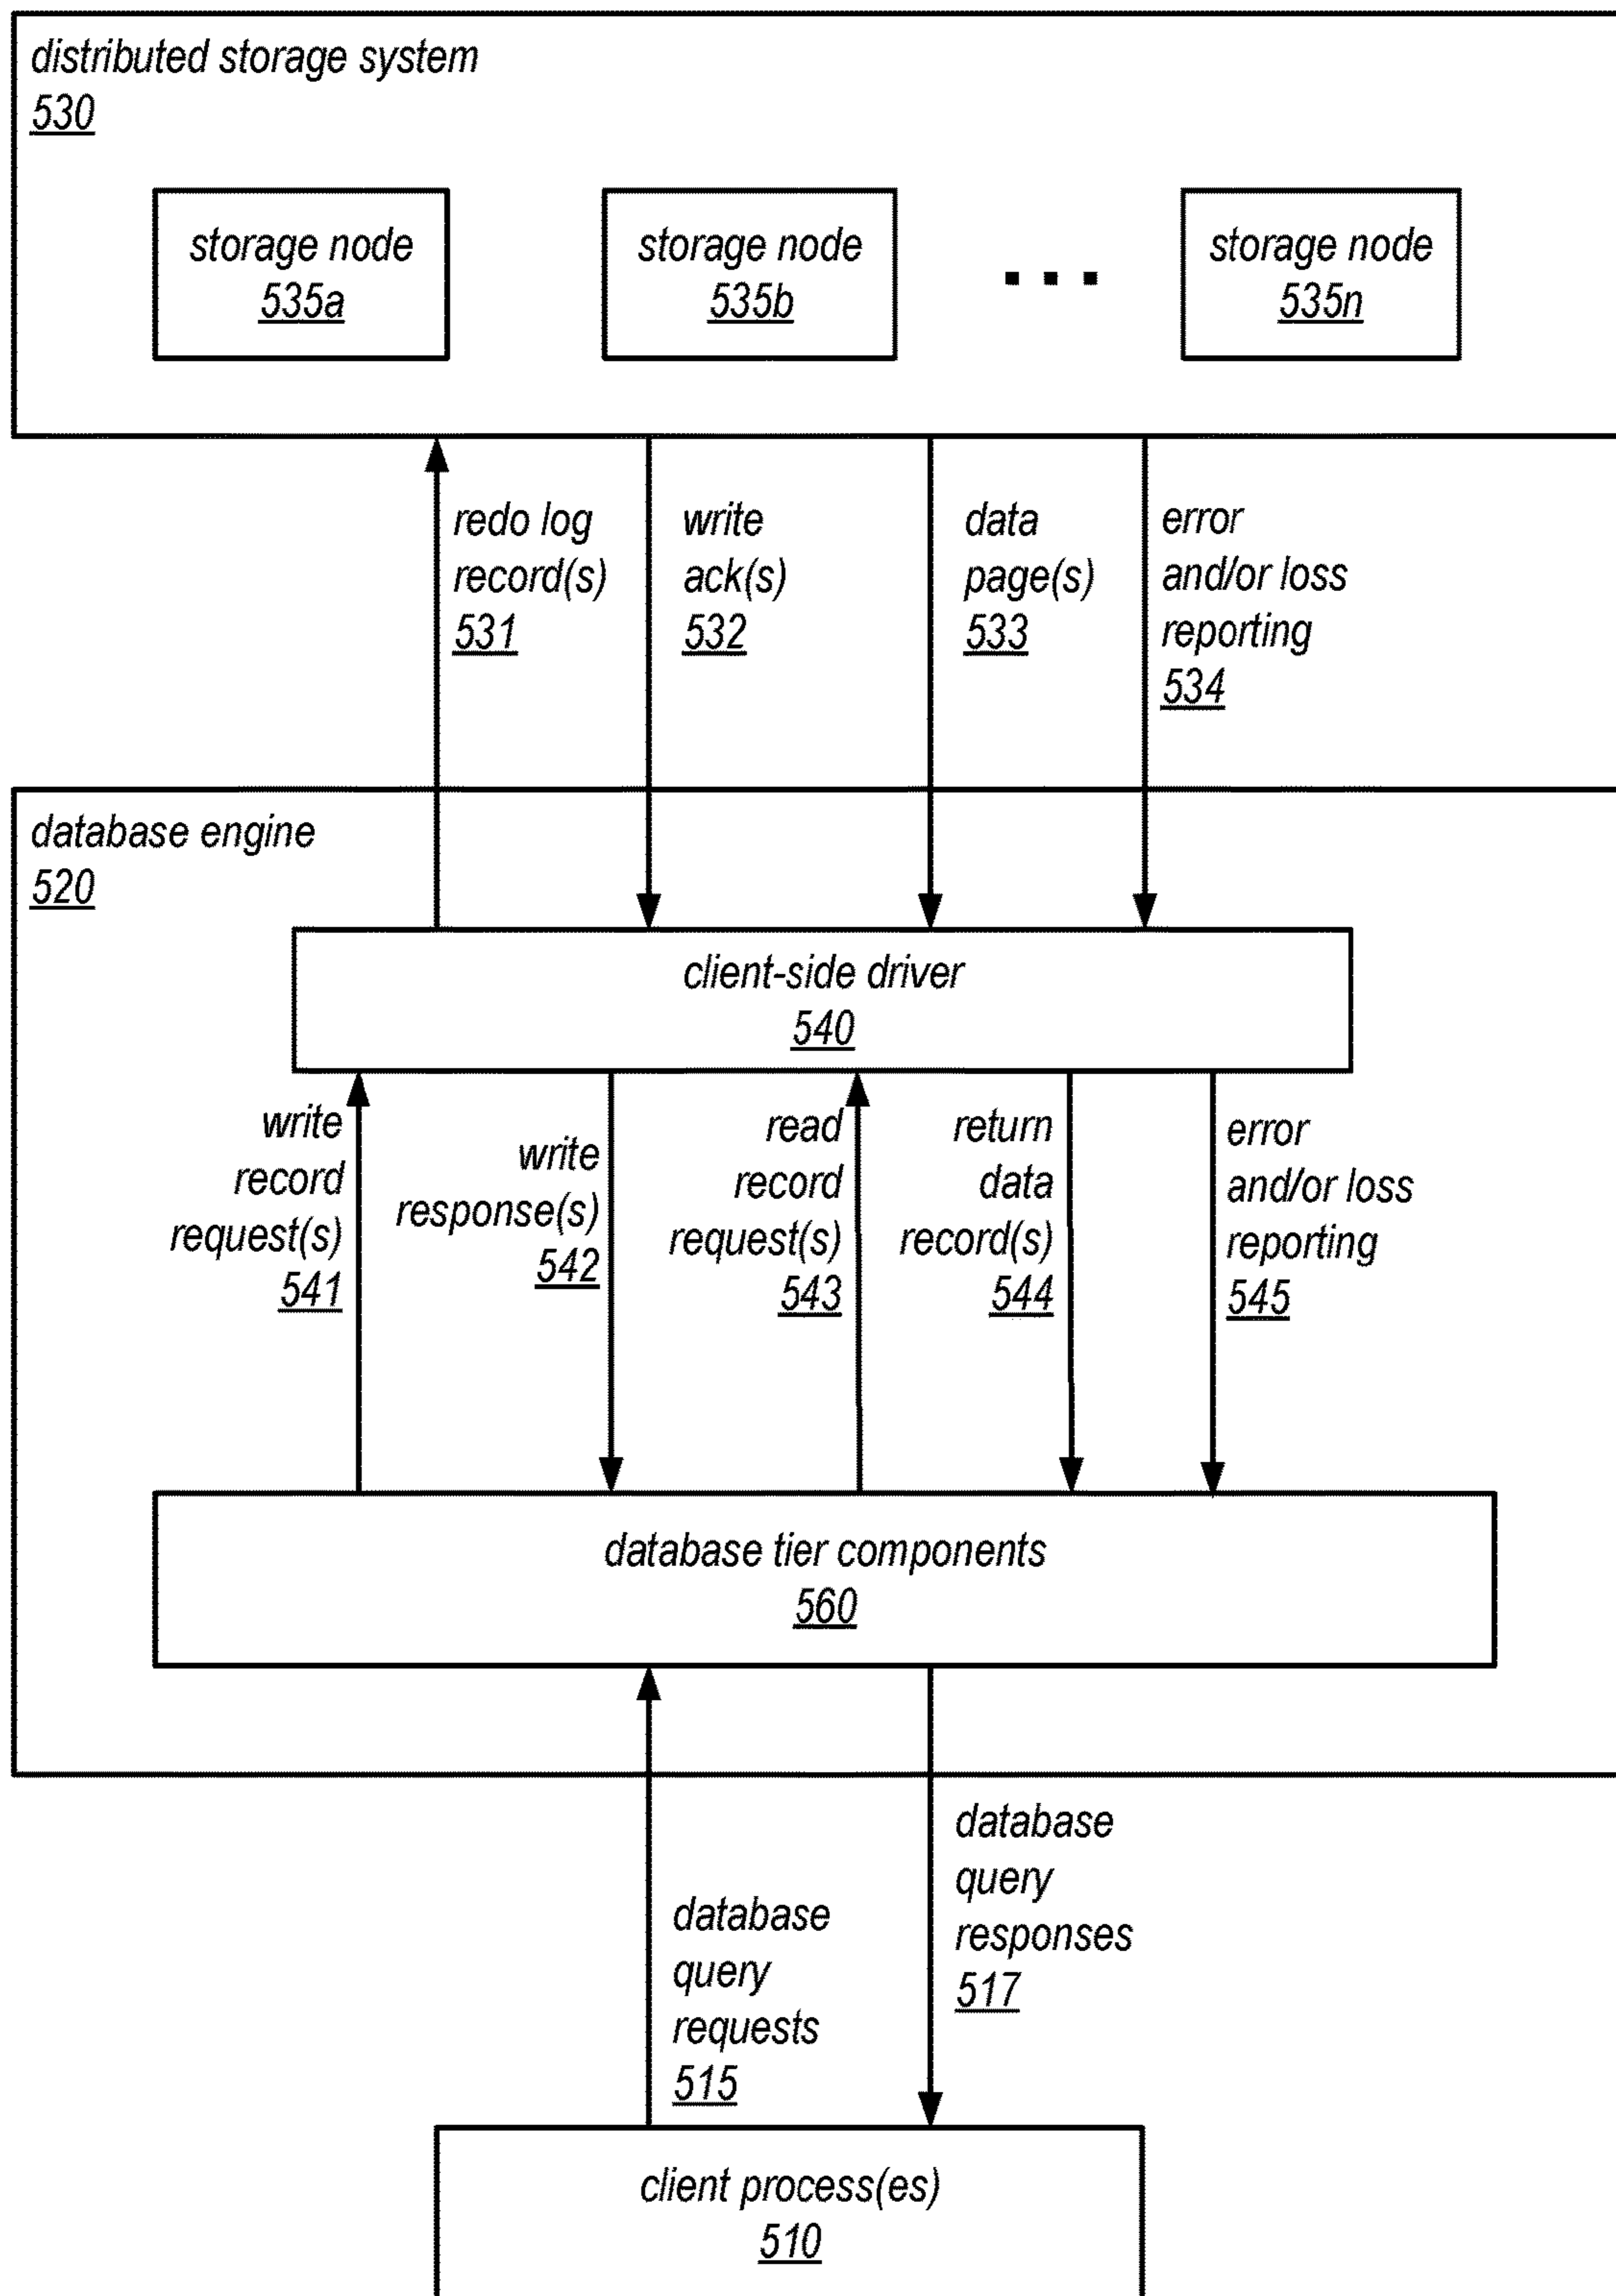 distributed storage system
530
storage node
535a
storage node
535b
storage node
535n
redo log
record(s)
531
write
ack(s)
532
data
page(s)
533
error
and/or loss
reporting
534
database engine
520
client-side driver
540
write
record
request(s)
541
write
response(s)
542
read
record
request(s)
543
return
data
record(s)
544
error
and/or loss
reporting
545
database tier components
560
database
query
requests
515
database
query
responses
517
client process(es)
510